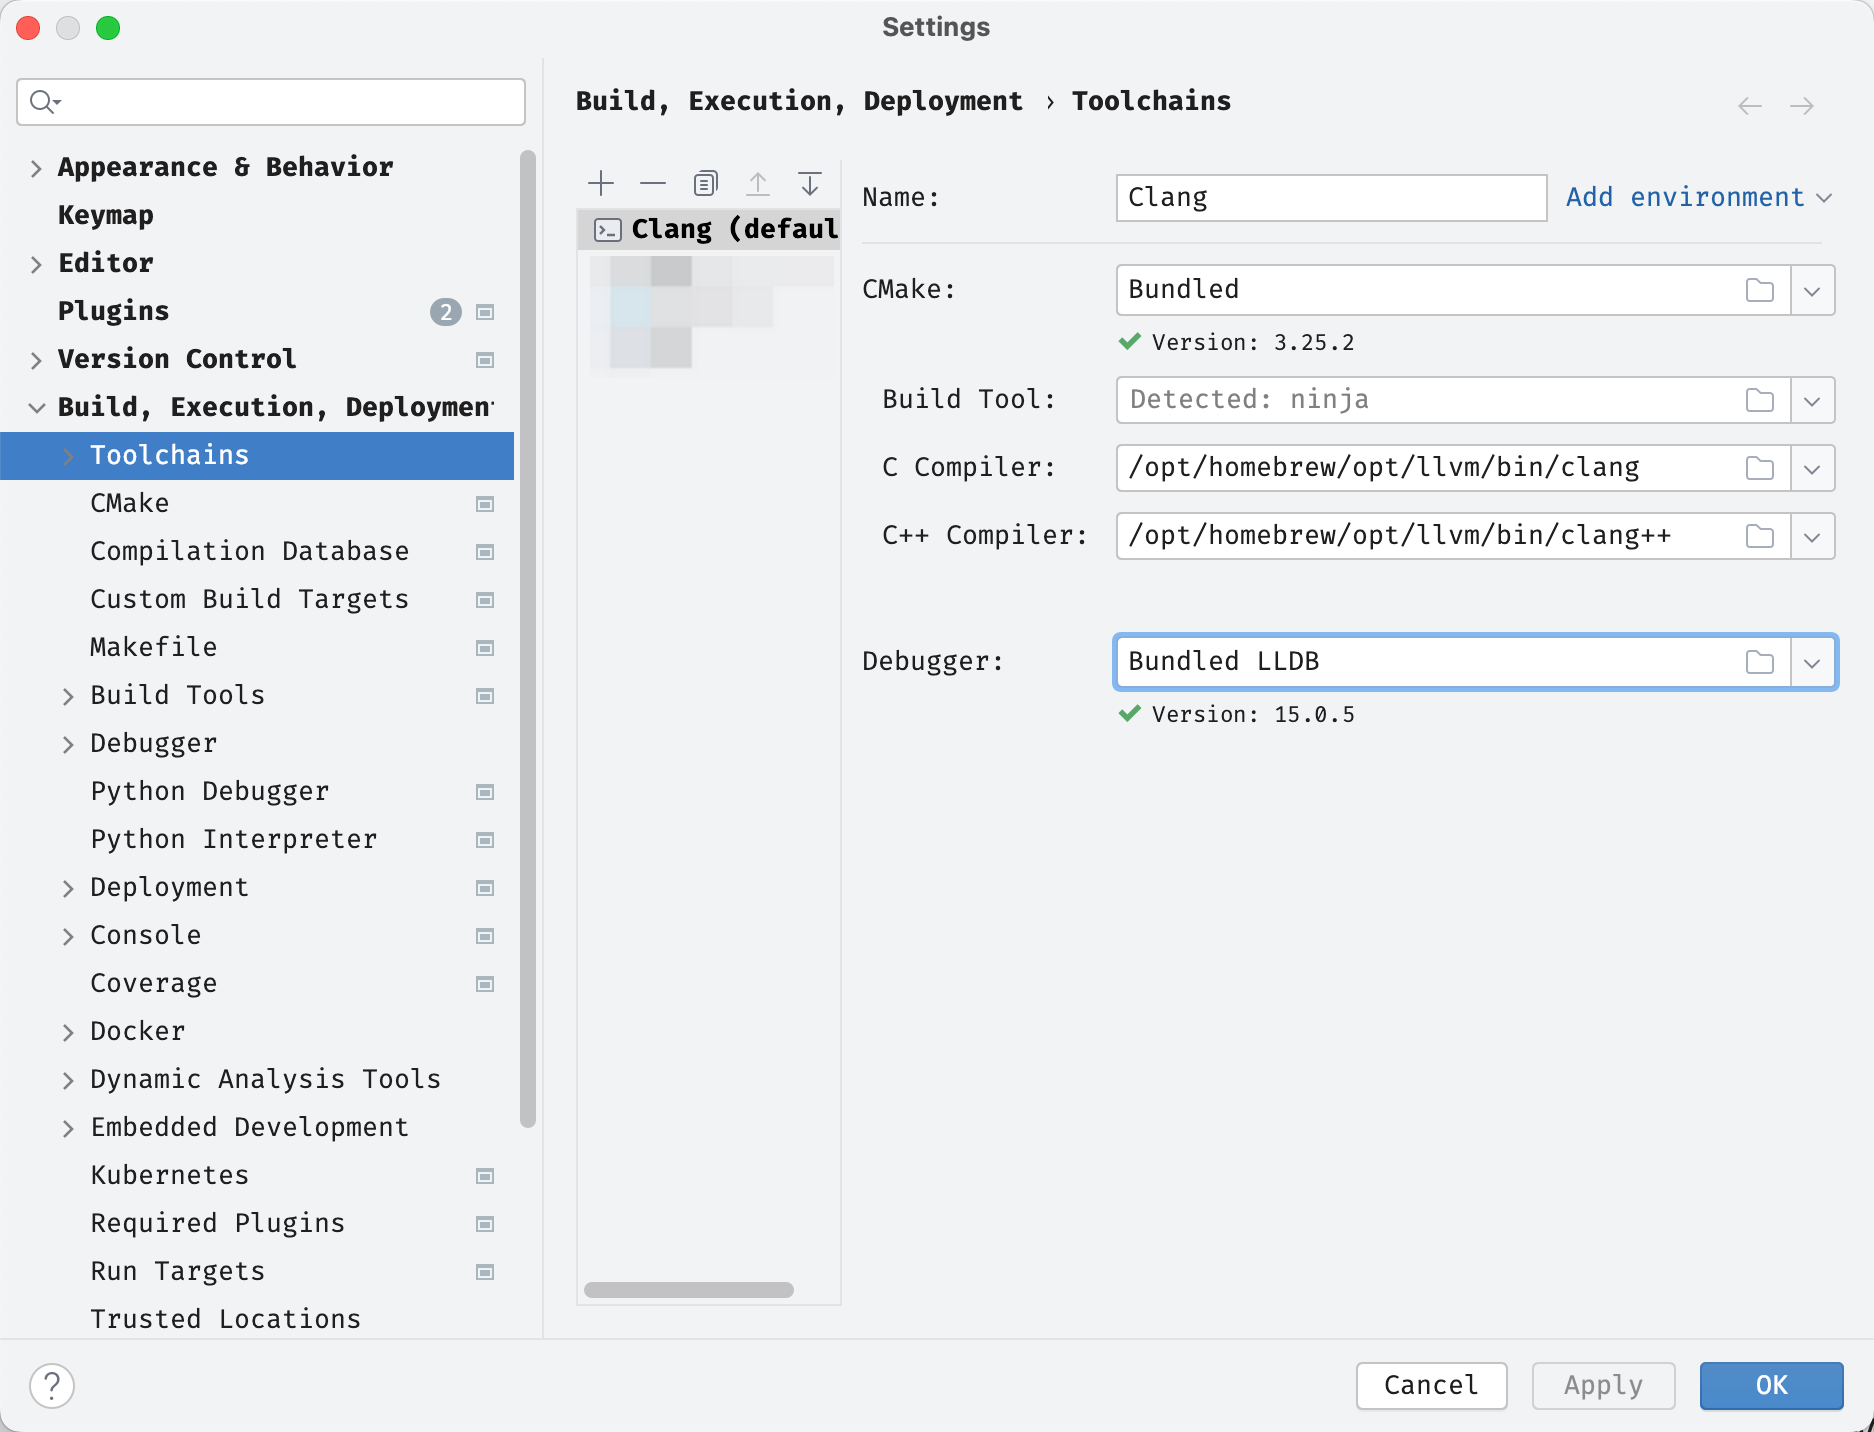 Settings
Appearance & Behavior
Keymap
Editor
Plugins 2
Version Control
Build, Execution, Deployment
Toolchains
CMake
Compilation Database
Custom Build Targets
Makefile
Build Tools
Debugger
Python Debugger
Python Interpreter
Deployment
Console
Coverage
Docker
Dynamic Analysis Tools
Embedded Development
Kubernetes
Required Plugins
Run Targets
Trusted Locations
Build, Execution, Deployment › Toolchains
Clang (defaul
Name: Clang Add environment
CMake: Bundled
Version: 3.25.2
Build Tool: Detected: ninja
C Compiler: /opt/homebrew/opt/llvm/bin/clang
C++ Compiler: /opt/homebrew/opt/llvm/bin/clang++
Debugger: Bundled LLDB
Version: 15.0.5
?
Cancel Apply OK